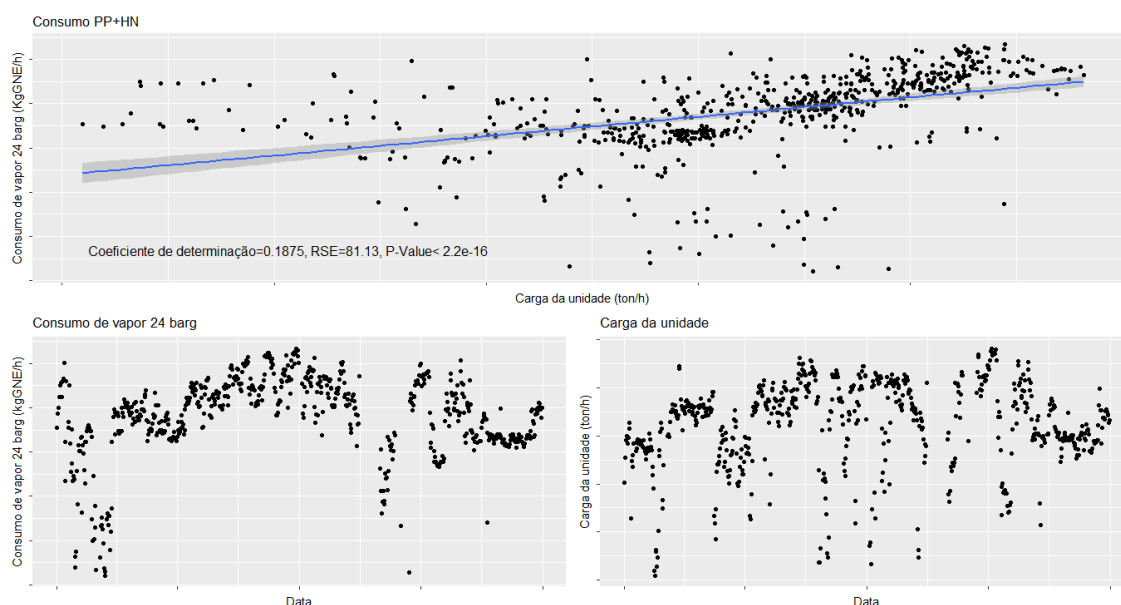 Consumo PP+HN
Consumo de vapor 24 barg (KgGNE/h)
Coeficiente de determinação=0.1875, RSE=81.13, P-Value< 2.2e-16
Carga da unidade (ton/h)
Consumo de vapor 24 barg
Consumo de vapor 24 barg (kgGNE/h)
Data
Carga da unidade
Carga da unidade (ton/h)
Data